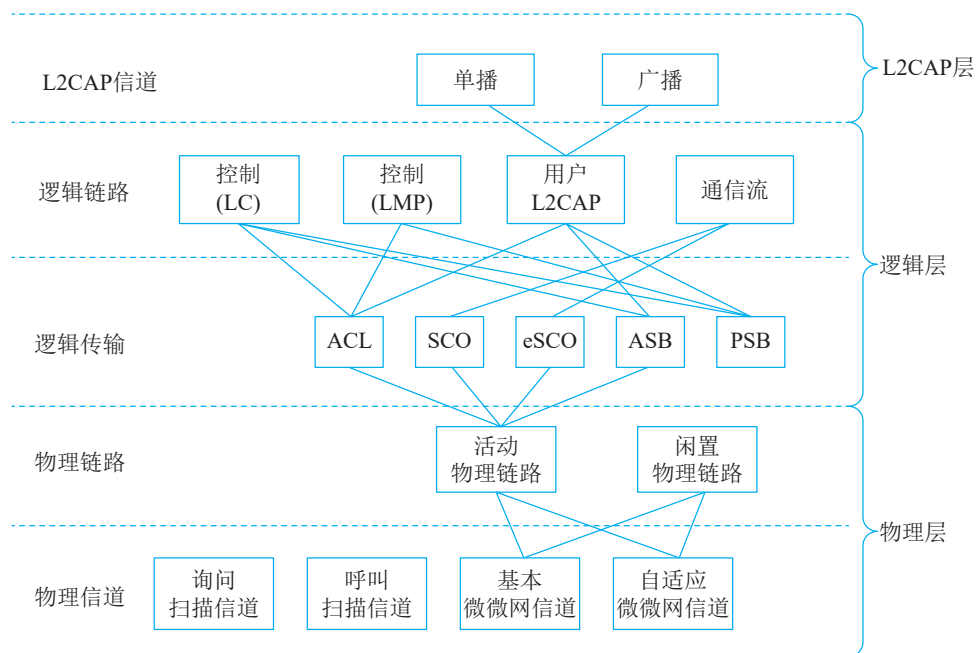 L2CAP信道
单播
广播
L2CAP层
逻辑链路
控制
(LC)
控制
(LMP)
用户
L2CAP
通信流
逻辑层
逻辑传输
ACL
SCO
eSCO
ASB
PSB
物理链路
活动
物理链路
闲置
物理链路
物理层
物理信道
询问
扫描信道
呼叫
扫描信道
基本
微微网信道
自适应
微微网信道